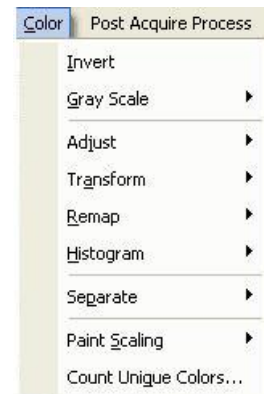 Color Post Acquire Process
Invert
Gray Scale
Adjust
Transform
Remap
Histogram
Separate
Paint Scaling
Count Unique Colors...